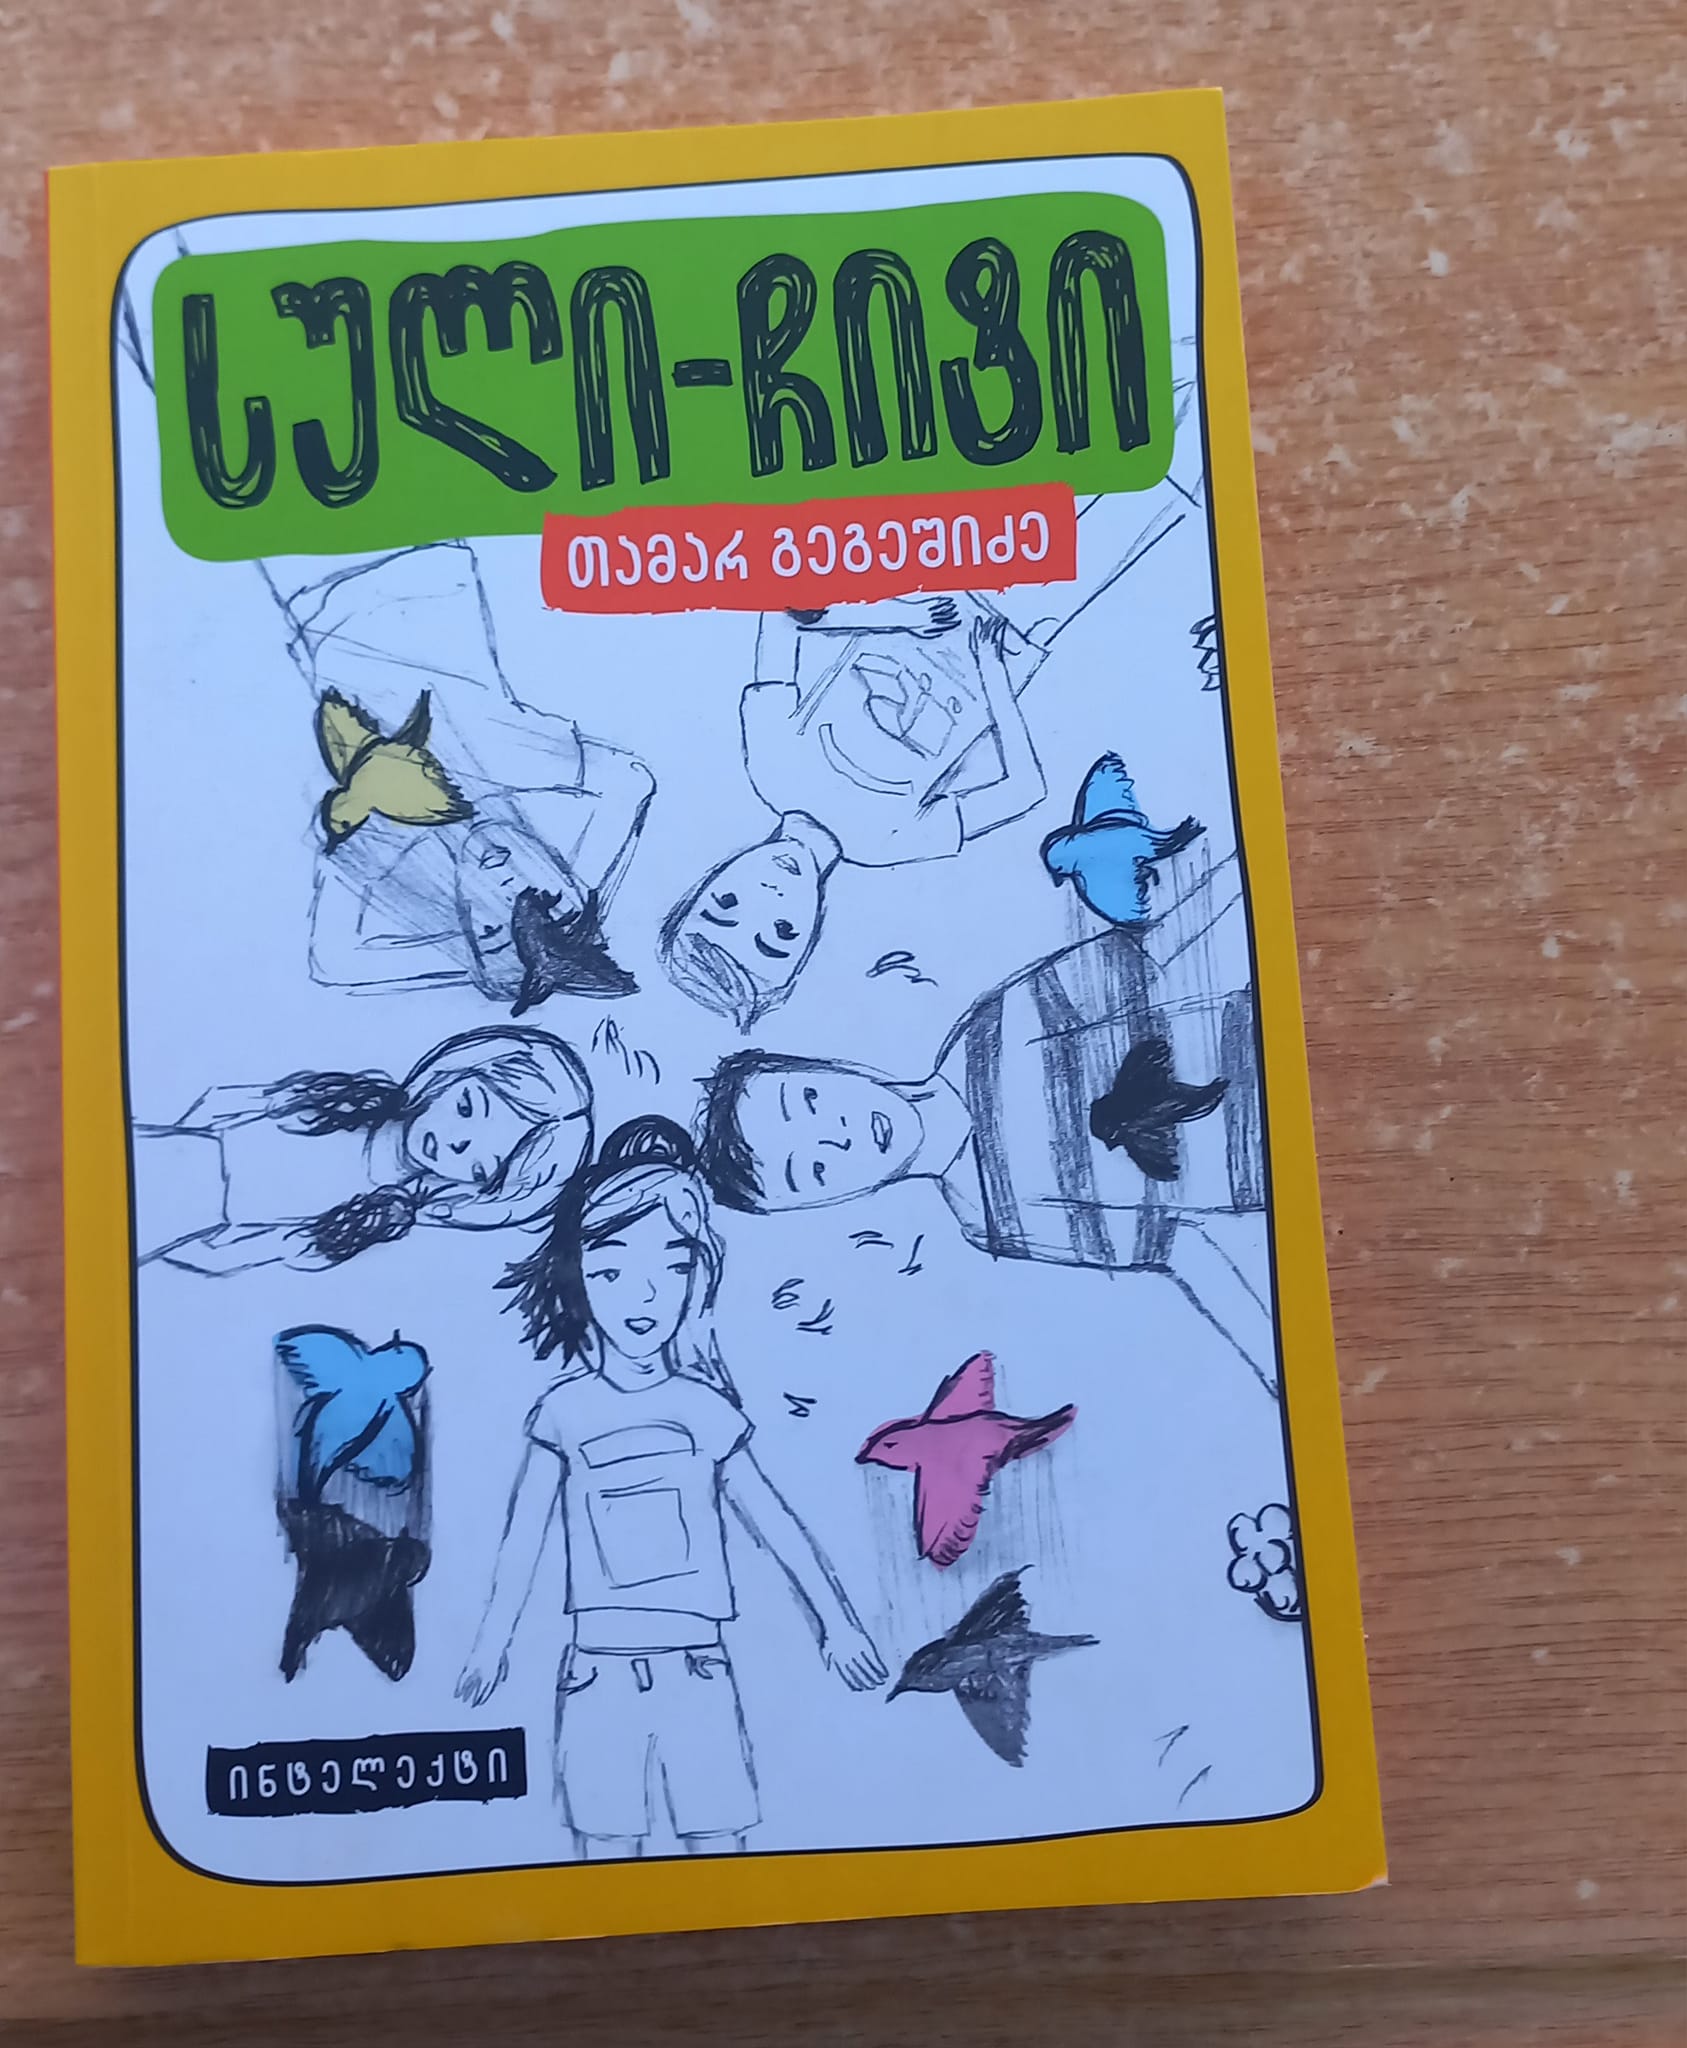 სული-ჩიტი
თამარ გეგეშიძე
ინტელექტი